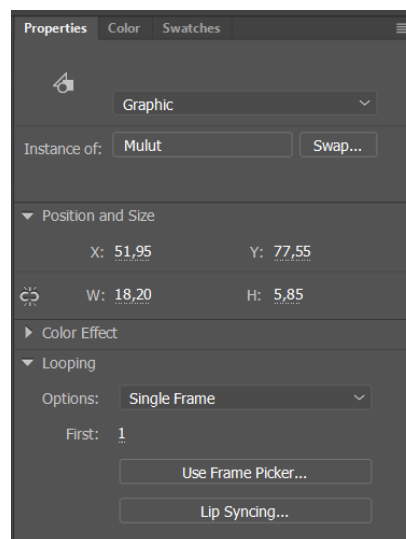 Properties Color Swatches
Graphic
Instance of: Mulut Swap...
Position and Size
X: 51,95 Y: 77,55
W: 18,20 H: 5,85
Color Effect
Looping
Options: Single Frame
First: 1
Use Frame Picker...
Lip Syncing...